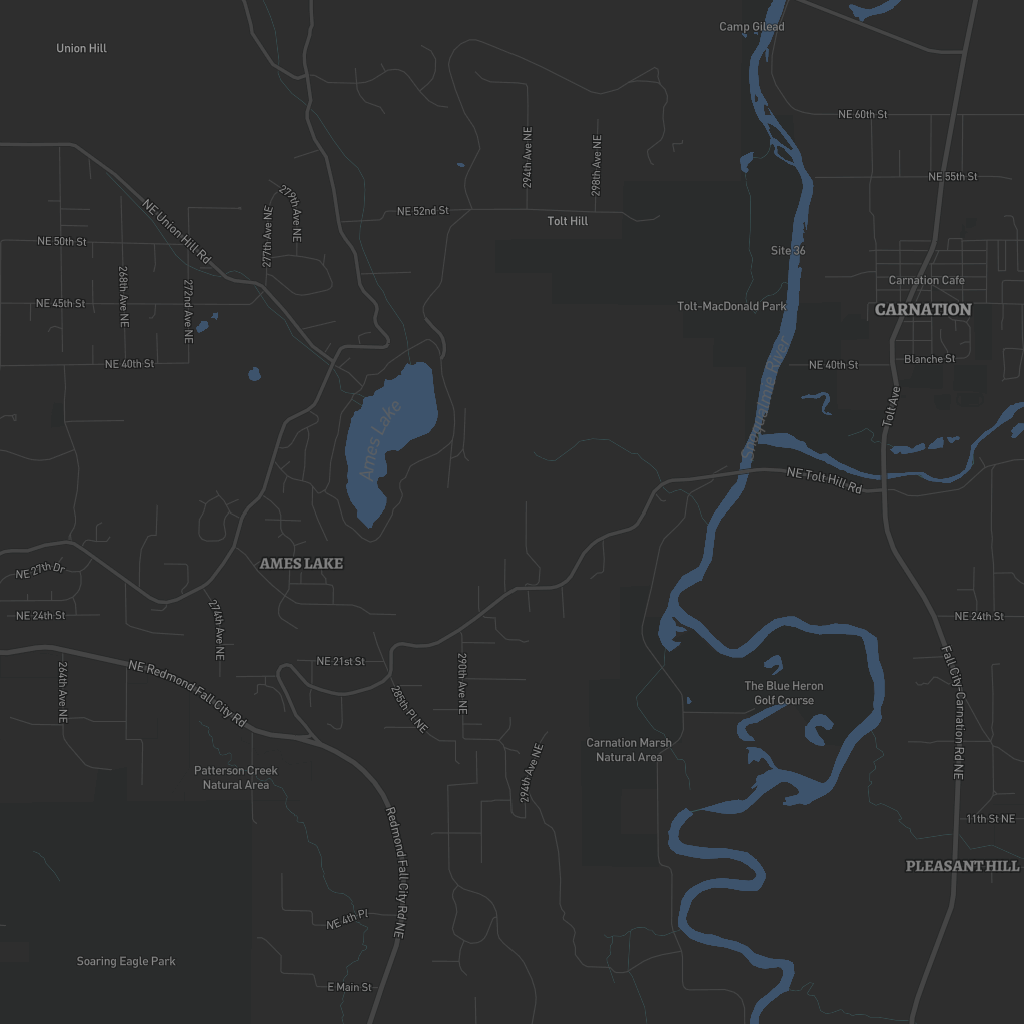 Camp Gilead
Union Hill
NE 60th St
294th Ave NE
298th Ave NE
NE 55th St
279th Ave NE
NE Union Hill Rd
NE 52nd St
Tolt Hill
277th Ave NE
NE 50th St
Site 36
268th Ave NE
272nd Ave NE
Carnation Cafe
NE 45th St
Tolt-MacDonald Park
CARNATION
NE 40th St
NE 40th St
Blanche St
Snoqualmie River
Tolt Ave
Ames Lake
NE Tolt Hill Rd
AMES LAKE
NE 27th Dr
NE 24th St
274th Ave NE
NE 24th St
NE 21st St
264th Ave NE
NE Redmond Fall City Rd
290th Ave NE
285th Pl NE
The Blue Heron
Golf Course
Fall City-Carnation Rd NE
Carnation Marsh
Natural Area
294th Ave NE
Patterson Creek
Natural Area
Redmond Fall City Rd NE
11th St NE
PLEASANT HILL
NE 4th Pl
Soaring Eagle Park
E Main St